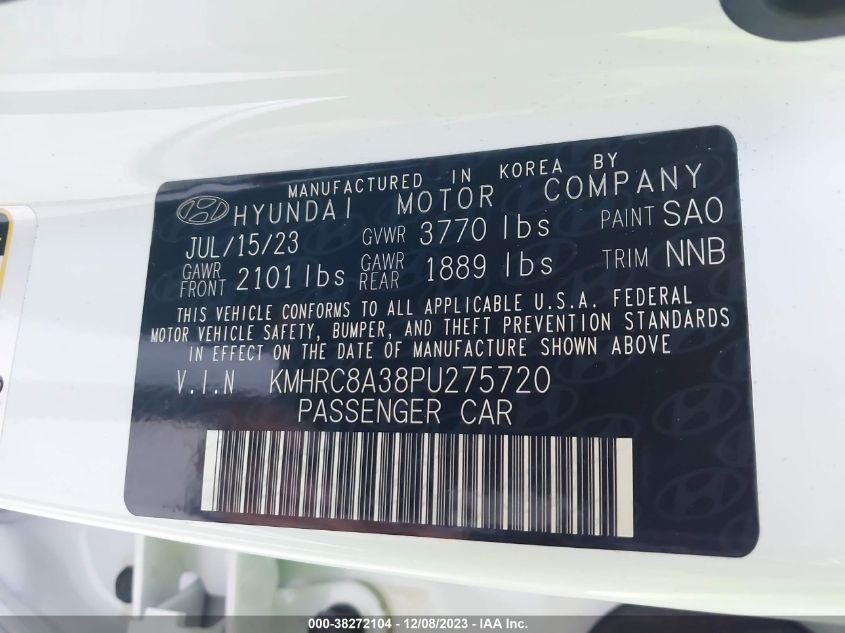 MANUFACTURED IN KOREA BY
HYUNDAI MOTOR COMPANY
JUL/15/23 GVWR 3770 lbs PAINT SAO
GAWR FRONT 2101 lbs GAWR REAR 1889 lbs TRIM NNB
THIS VEHICLE CONFORMS TO ALL APPLICABLE U.S.A. FEDERAL
MOTOR VEHICLE SAFETY, BUMPER, AND THEFT PREVENTION STANDARDS
IN EFFECT ON THE DATE OF MANUFACTURE SHOWN ABOVE
V.I.N KMHRC8A38PU275720
PASSENGER CAR
000-38272104 - 12/08/2023 - IAA Inc.